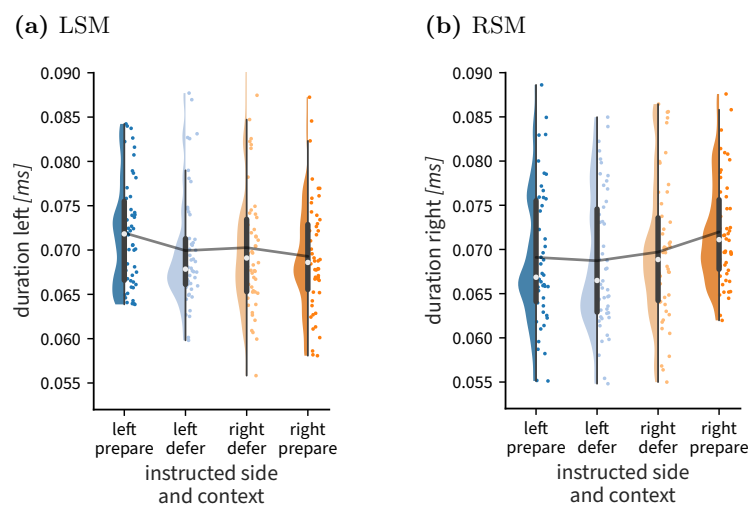 (a) LSM
0.090
0.085
0.080
0.075
0.070
0.065
0.060
0.055
duration left [ms]
left prepare
left defer
right defer
right prepare
instructed side
and context
(b) RSM
0.090
0.085
0.080
0.075
0.070
0.065
0.060
0.055
duration right [ms]
left prepare
left defer
right defer
right prepare
instructed side
and context